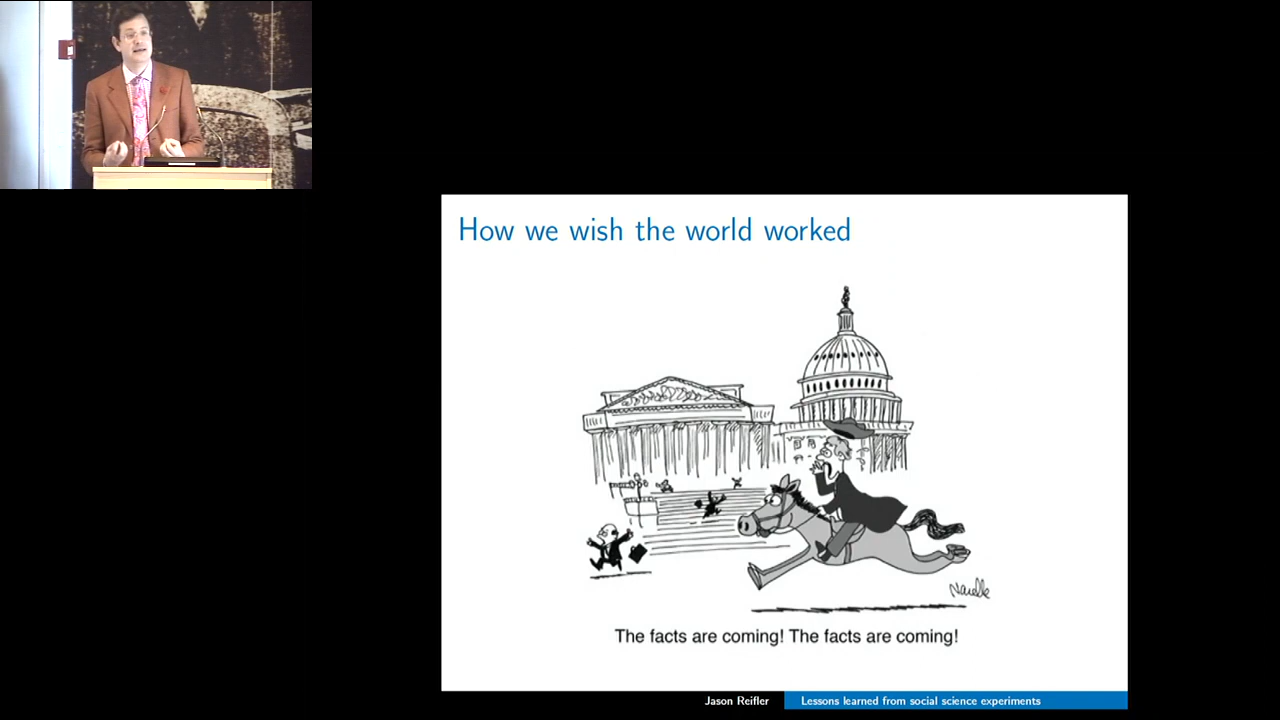 How we wish the world worked
The facts are coming! The facts are coming!
Jason Reifler
Lessons learned from social science experiments